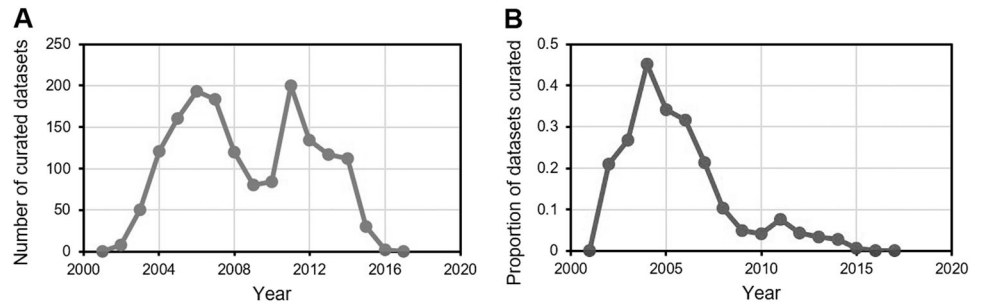 A
Number of curated datasets
250
200
150
100
50
0
2000 2004 2008 2012 2016 2020
Year
B
Proportion of datasets curated
0.5
0.4
0.3
0.2
0.1
0
2000 2005 2010 2015 2020
Year